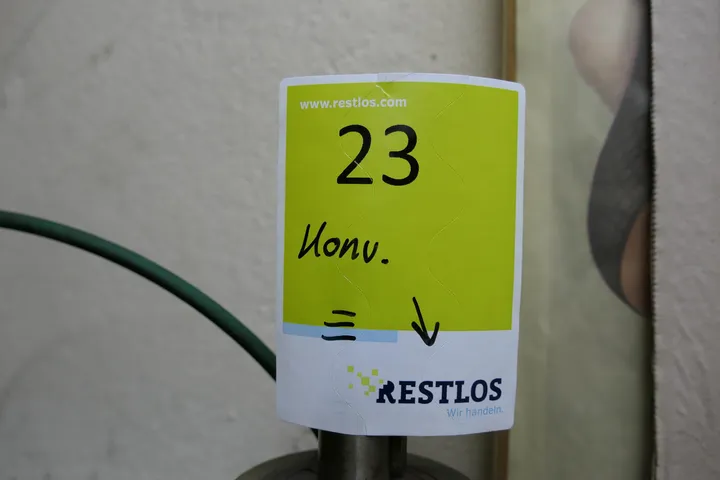 www.restlos.com
23
Konv.
RESTLOS
Wir handeln.